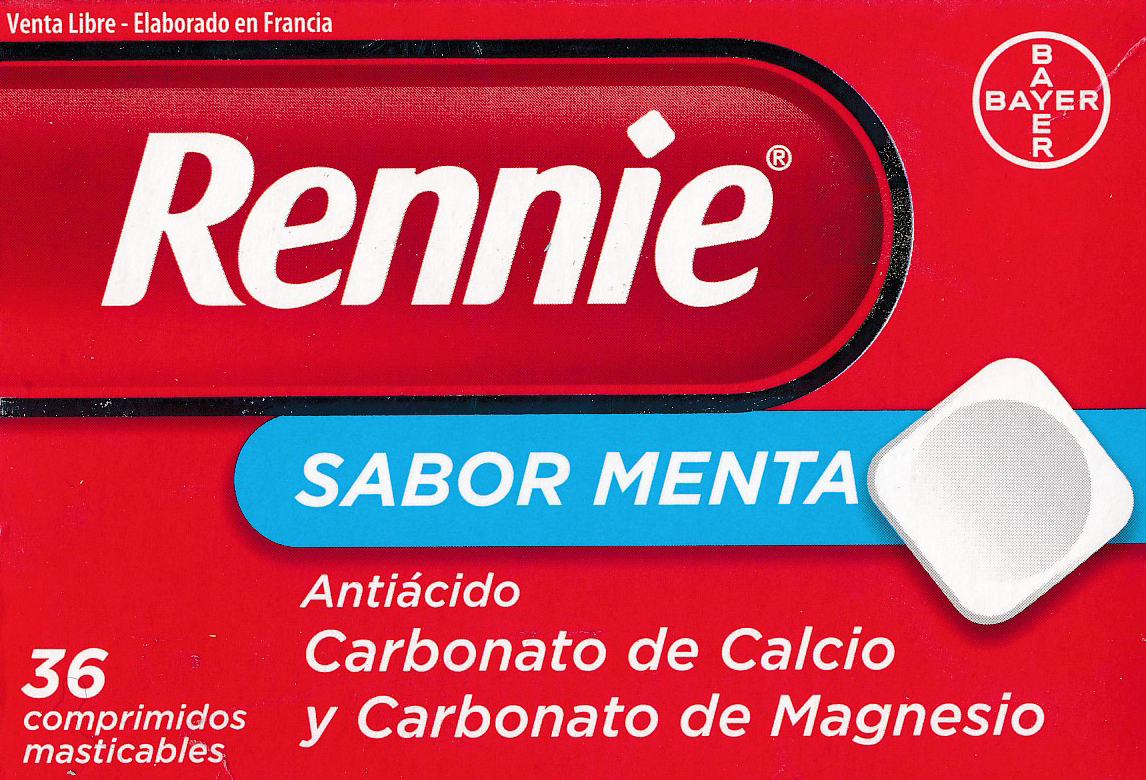 Venta Libre - Elaborado en Francia
BAYER
BAYER
Rennie®
SABOR MENTA
Antiácido
Carbonato de Calcio
y Carbonato de Magnesio
36
comprimidos
masticables